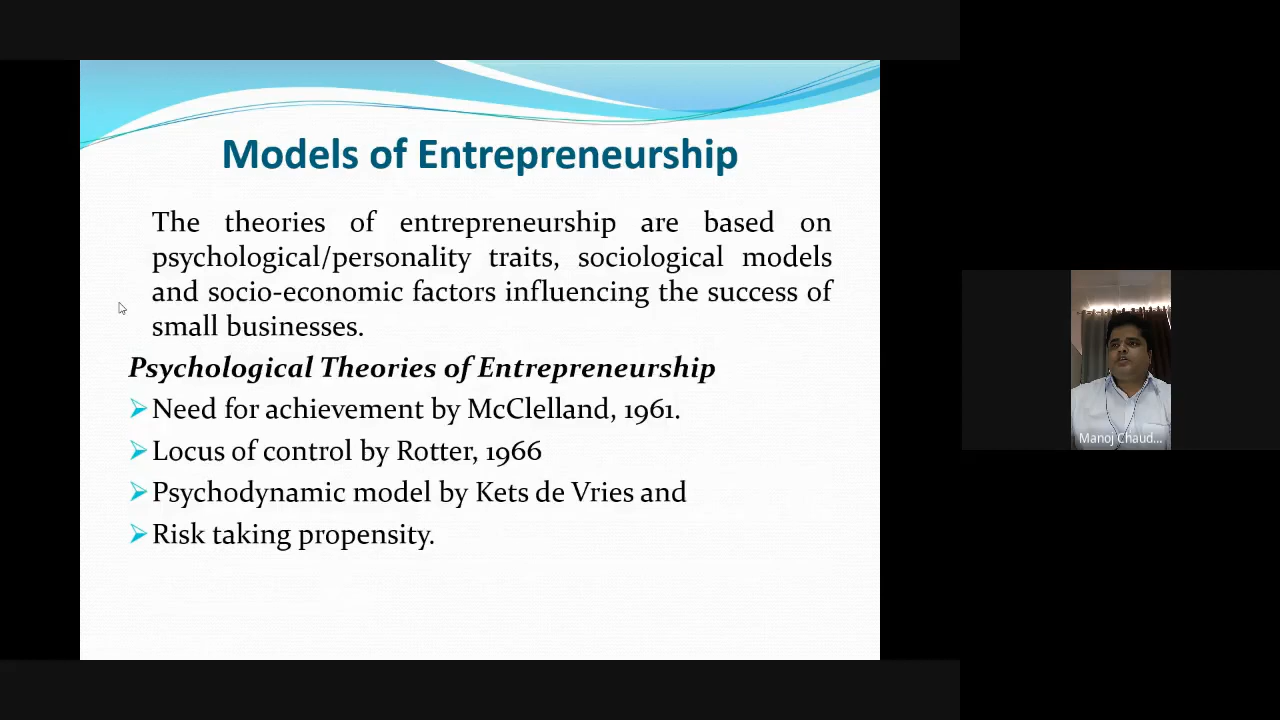 Models of Entrepreneurship
The theories of entrepreneurship are based on
psychological/personality traits, sociological models
and socio-economic factors influencing the success of
small businesses.
Psychological Theories of Entrepreneurship
Need for achievement by McClelland, 1961.
Locus of control by Rotter, 1966
Psychodynamic model by Kets de Vries and
Risk taking propensity.
Manoj Chaud...